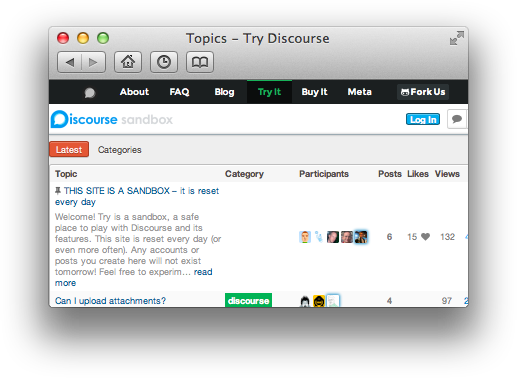 Topics – Try Discourse
About FAQ Blog Try It Buy It Meta Fork Us
Discourse sandbox Log In
Latest Categories
Topic Category Participants Posts Likes Views
THIS SITE IS A SANDBOX – it is reset 
every day
Welcome! Try is a sandbox, a safe
place to play with Discourse and its
features. This site is reset every day (or
even more often). Any accounts or
posts you create here will not exist
tomorrow! Feel free to experim... read
more
6 15 132
Can I upload attachments? discourse 4 97